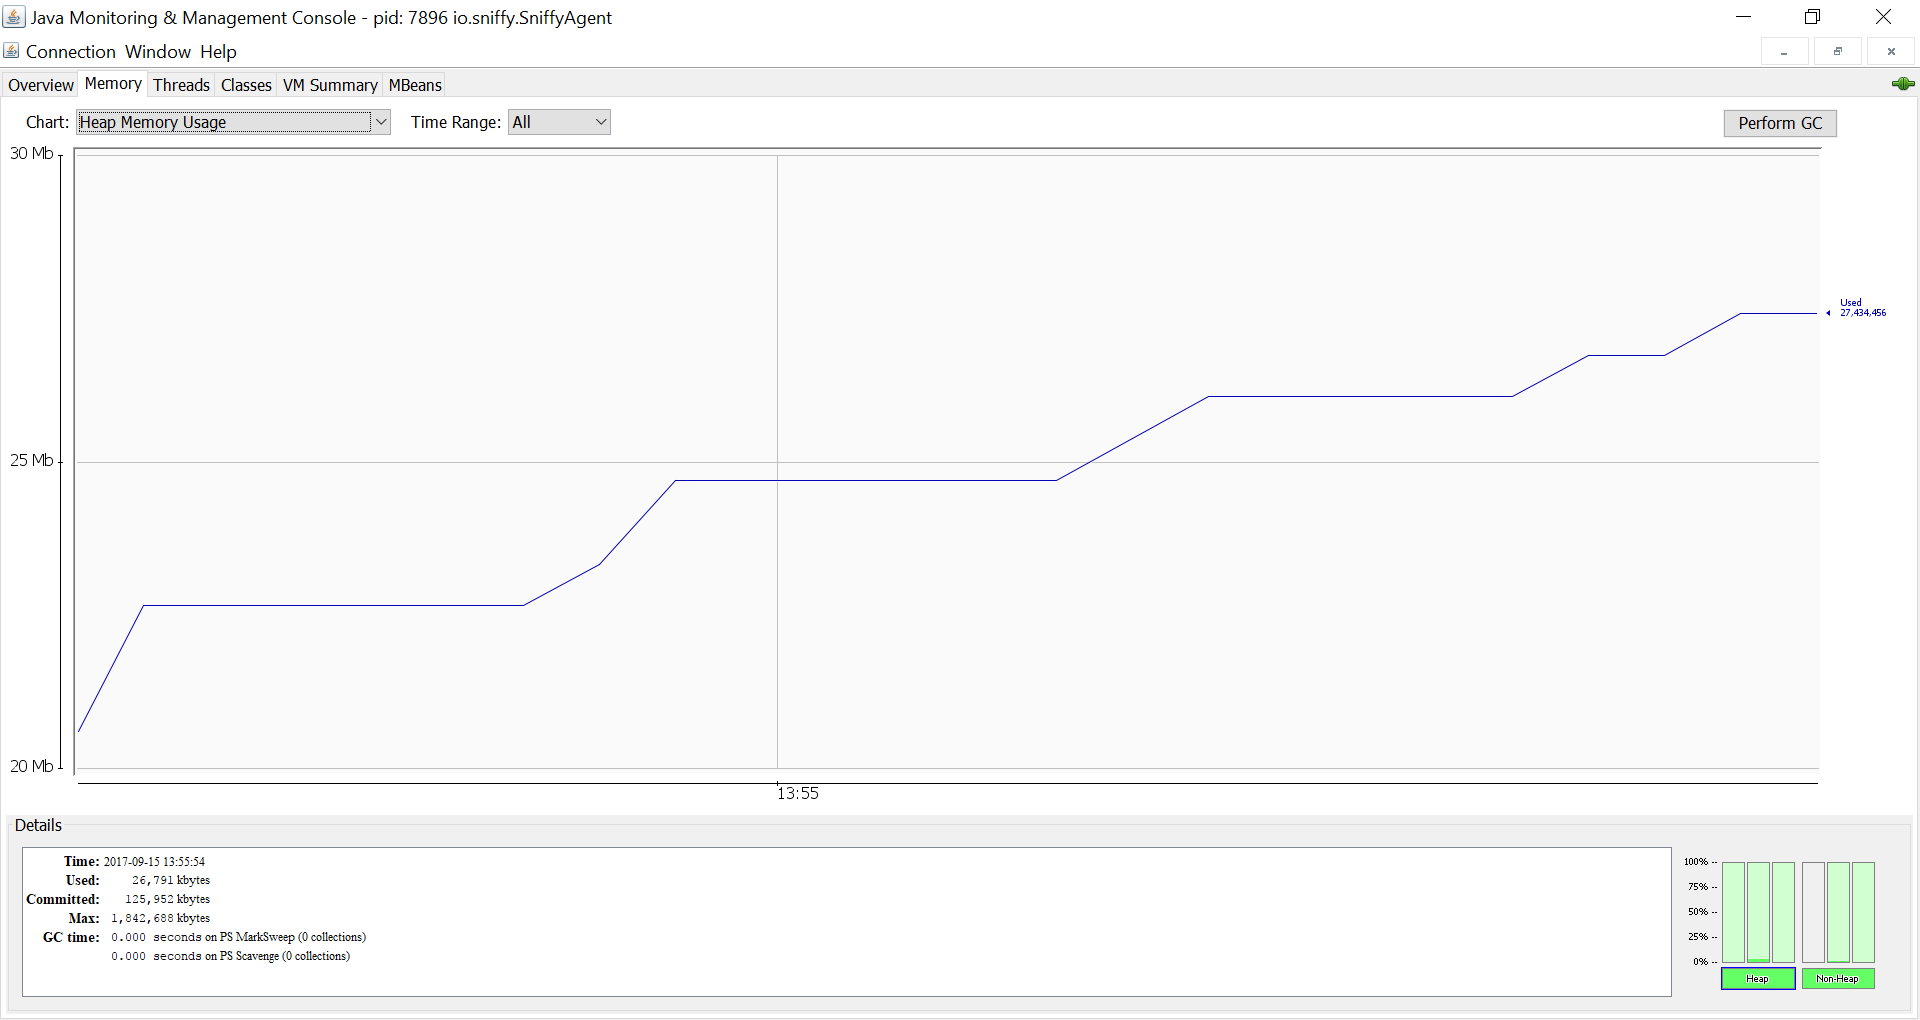 Java Monitoring & Management Console - pid: 7896 io.sniffy.SniffyAgent
Connection Window Help
Overview Memory Threads Classes VM Summary MBeans
Chart: Heap Memory Usage Time Range: All Perform GC
30 Mb
Used
27,434,456
25 Mb
20 Mb
13:55
Details
Time: 2017-09-15 13:55:54
Used: 26,791 kbytes
Committed: 125,952 kbytes
Max: 1,842,688 kbytes
GC time: 0.000 seconds on PS MarkSweep (0 collections)
0.000 seconds on PS Scavenge (0 collections)
100% --
75% --
50% --
25% --
0% --
Heap Non-Heap